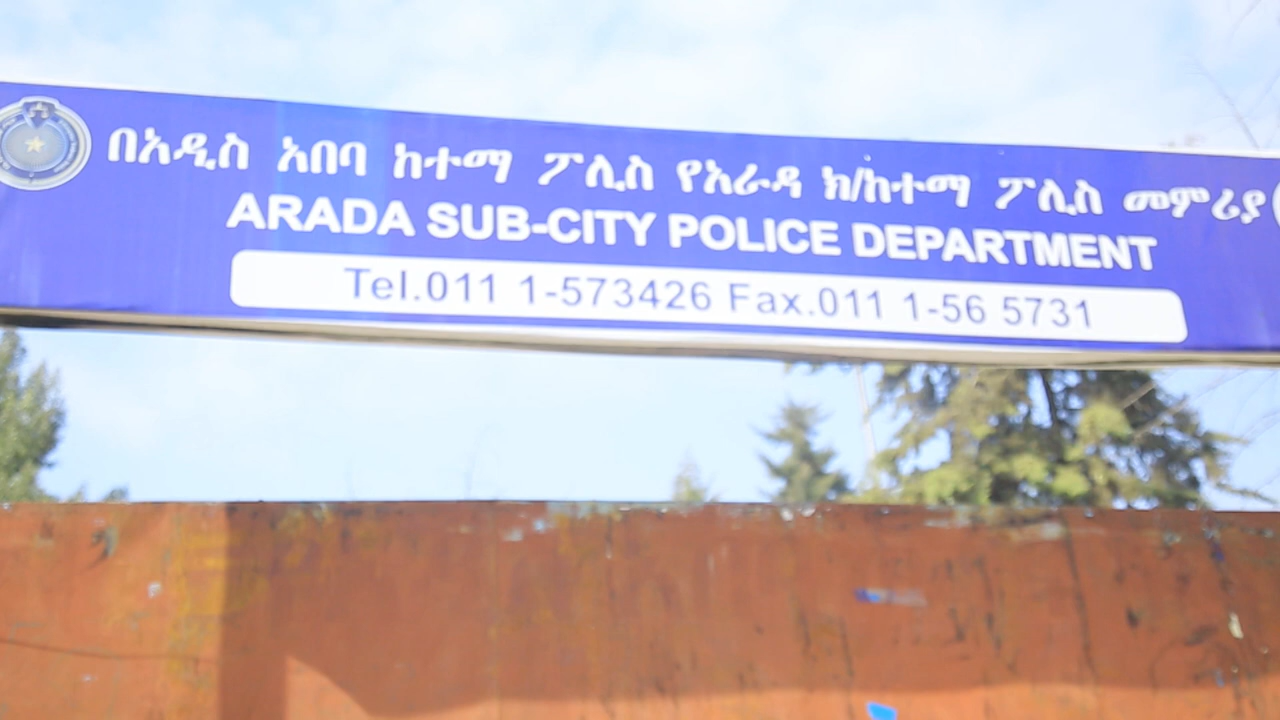 በአዲስ አበባ ከተማ ፖሊስ የአራዳ ክ/ከተማ ፖሊስ መምሪያ(
ARADA SUB-CITY POLICE DEPARTMENT
Tel.011 1-573426 Fax.011 1-56 5731